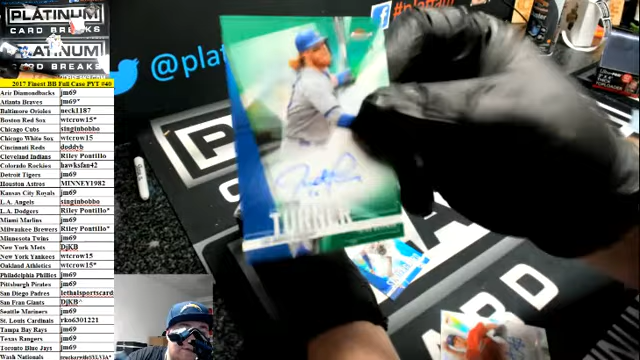 PLATINUM
CARD BREAKS
PLATINUM
CARD BREAKS
2017 Finest BB Full Case PYT #40
Ariz Diamondbacks jm69
Atlanta Braves jm69*
Baltimore Orioles neck1187
Boston Red Sox wtcrow15*
Chicago Cubs singinbobbo
Chicago White Sox wtcrow15
Cincinnati Reds doddyb
Cleveland Indians Riley Pontillo
Colorado Rockies hawksfan42
Detroit Tigers jm69
Houston Astros MINNEY1982
Kansas City Royals jm69
L.A. Angels singinbobbo
L.A. Dodgers Riley Pontillo*
Miami Marlins jm69
Milwaukee Brewers Riley Pontillo*
Minnesota Twins jm69
New York Mets DjKB
New York Yankees wtcrow15
Oakland Athletics wtcrow15*
Philadelphia Phillies jm69
Pittsburgh Pirates jm69
San Diego Padres lethalsportscard
San Fran Giants DjKB^
Seattle Mariners jm69
St. Louis Cardinals rko6301221
Tampa Bay Rays jm69
Texas Rangers jm69
Toronto Blue Jays jm69
Wash Nationals
@plat
#platinum
TURNER